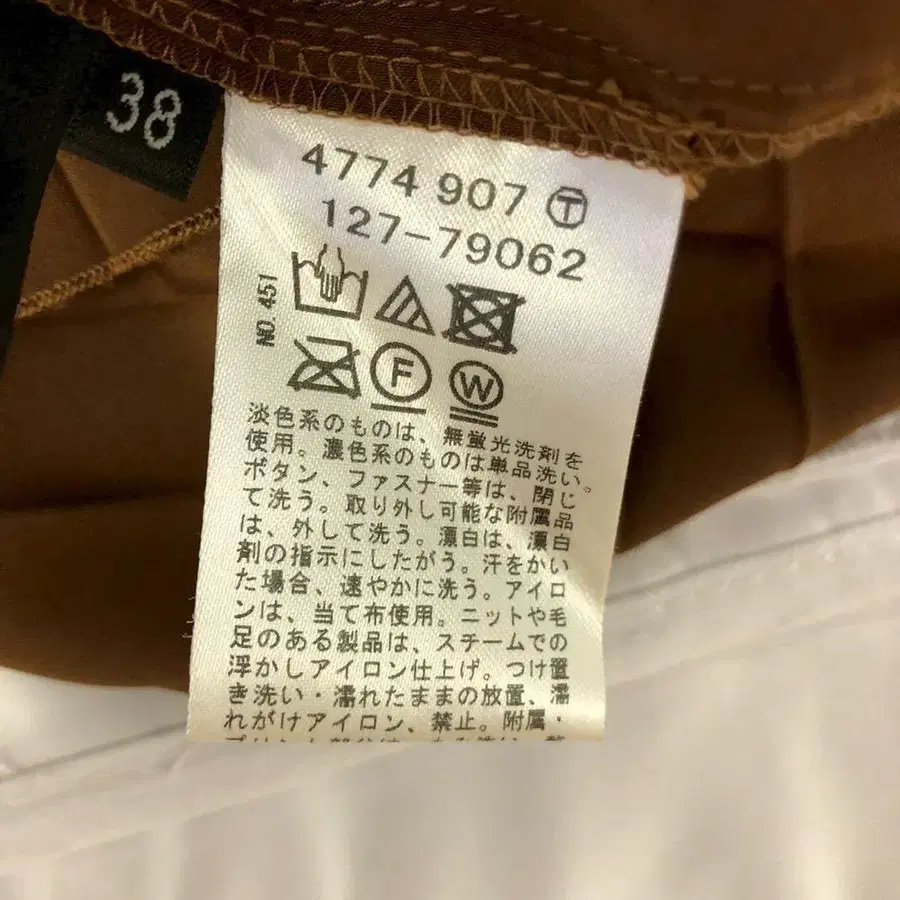 38
4774 907 Ⓣ
127-79062
NO. 451
F W
淡色系のものは、無蛍光洗剤を
使用。濃色系のものは単品洗い。
ボタン、ファスナー等は、閉じ
て洗う。取り外し可能な附属品
は、外して洗う。漂白は、漂白
剤の指示にしたがう。汗をかい
た場合、速やかに洗う。アイロ
ンは、当て布使用。ニットや毛
足のある製品は、スチームでの
浮かしアイロン仕上げ。つけ置
き洗い・濡れたままの放置、濡
れがけアイロン、禁止。附属・